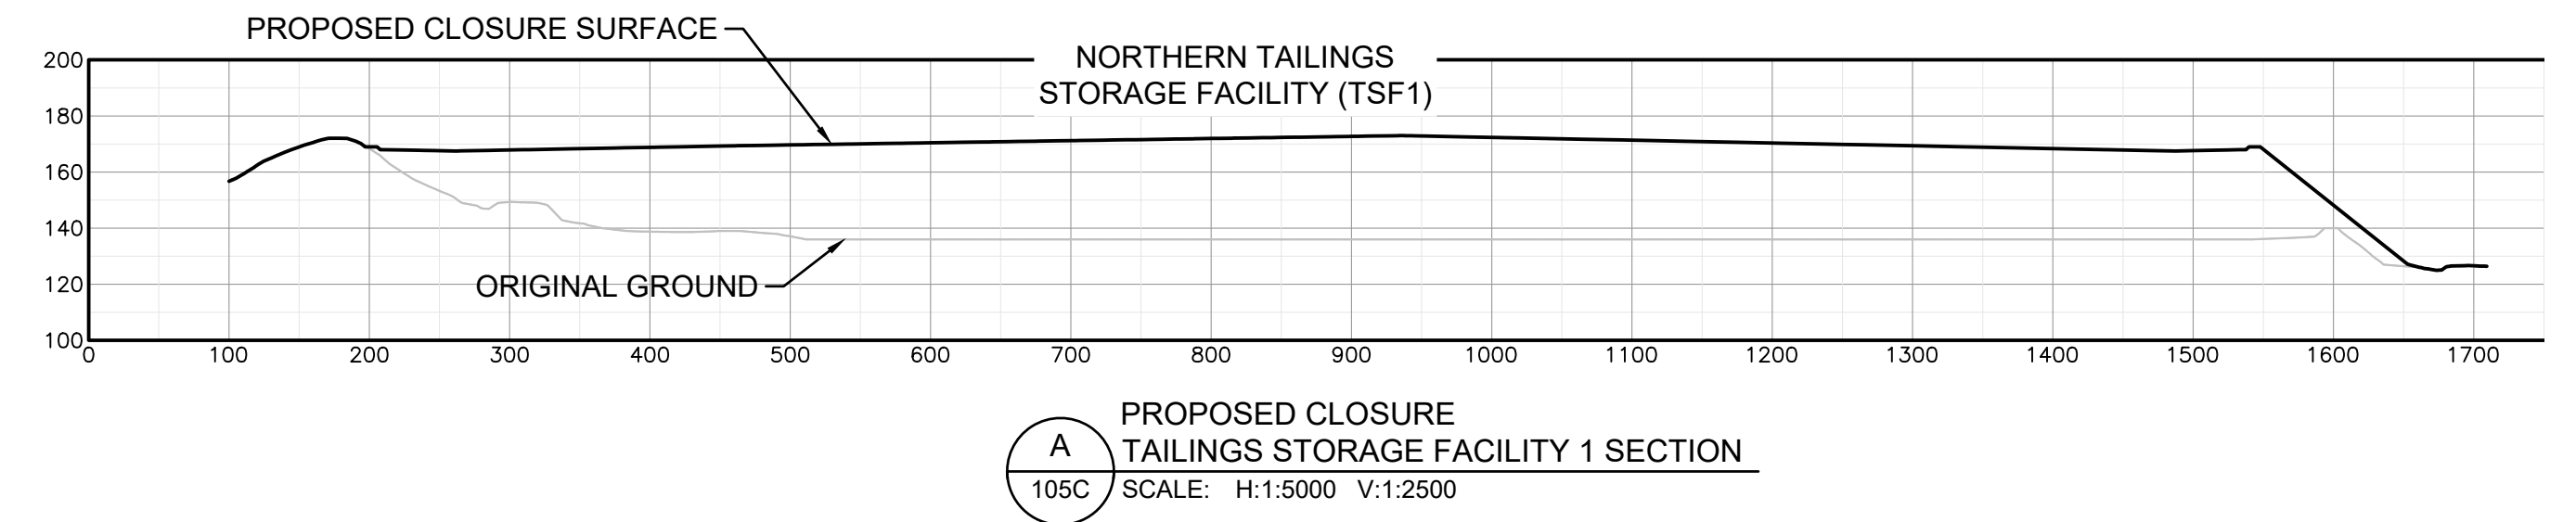 PROPOSED CLOSURE SURFACE
NORTHERN TAILINGS
STORAGE FACILITY (TSF1)
200
180
160
140
120
100
ORIGINAL GROUND
0 100 200 300 400 500 600 700 800 900 1000 1100 1200 1300 1400 1500 1600 1700
A
105C
PROPOSED CLOSURE
TAILINGS STORAGE FACILITY 1 SECTION
SCALE: H:1:5000 V:1:2500